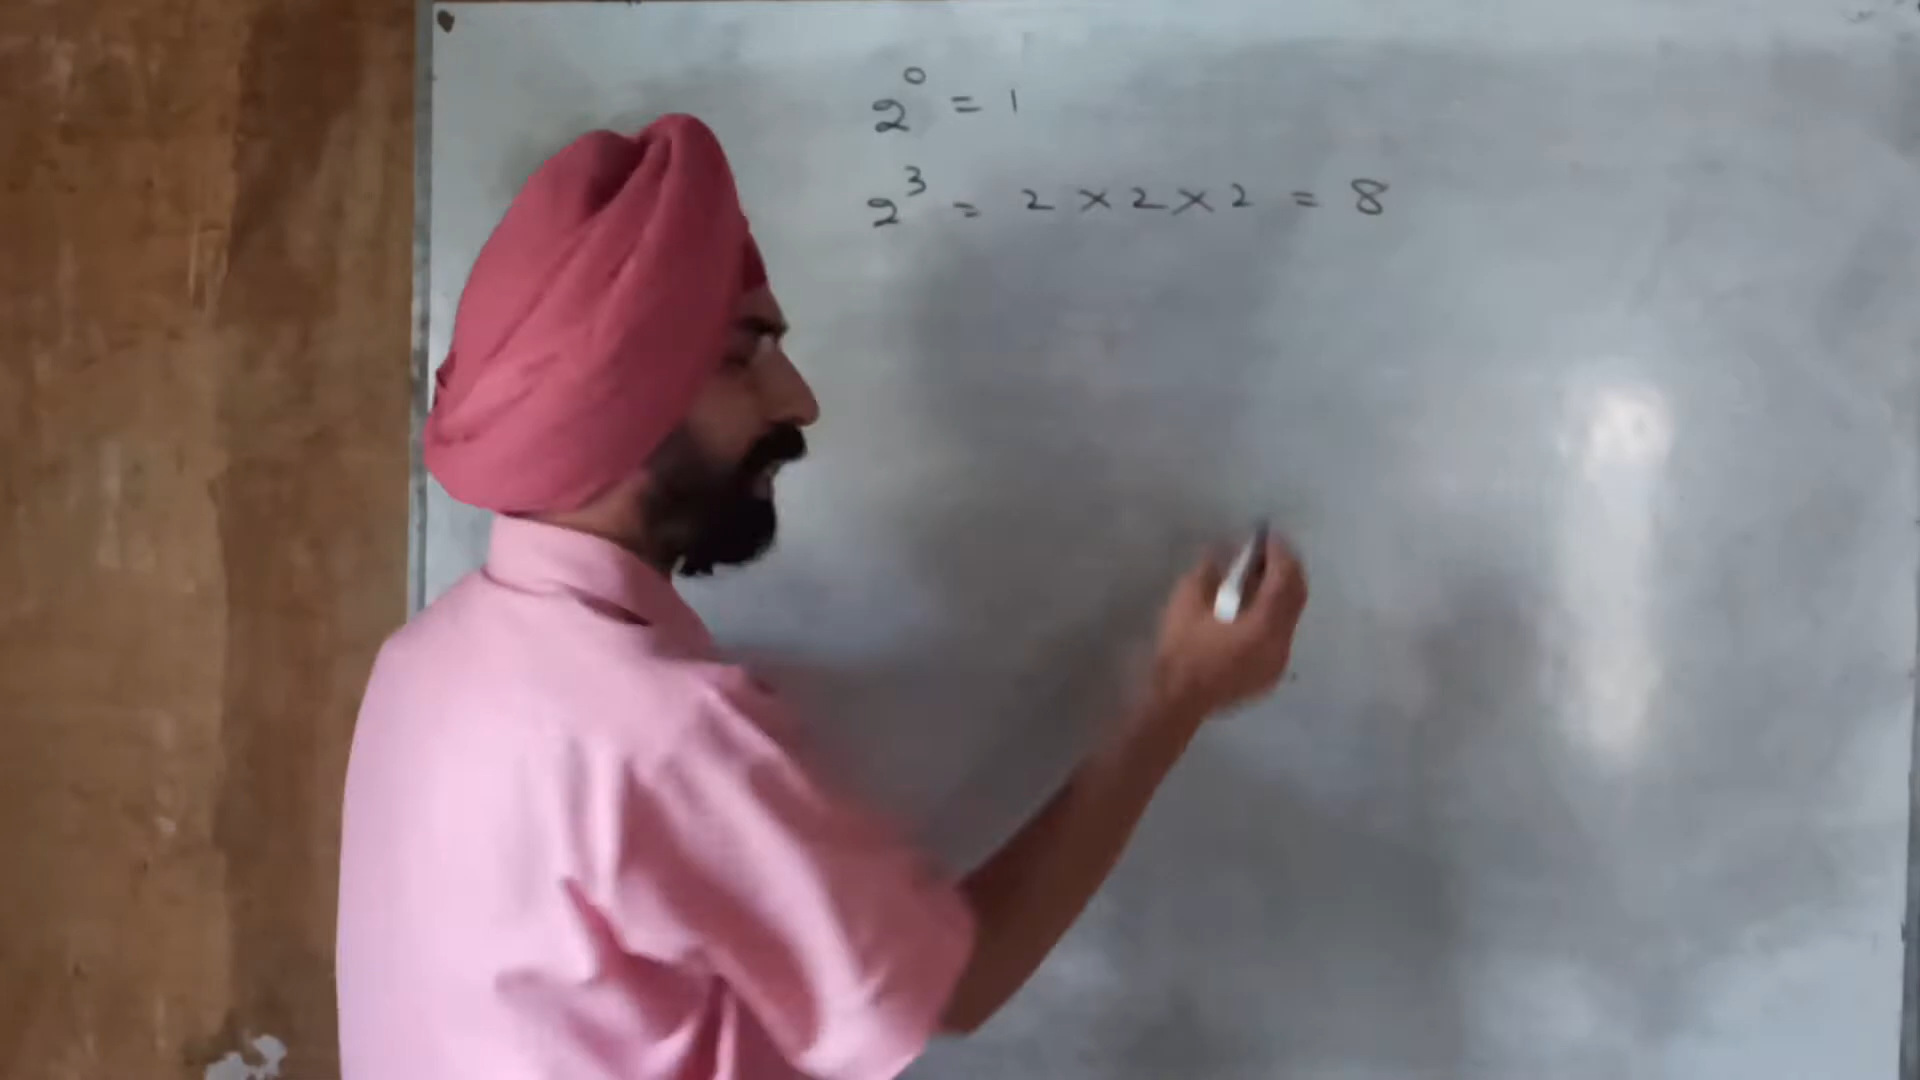 2⁰ = 1
2³ = 2 × 2 × 2 = 8